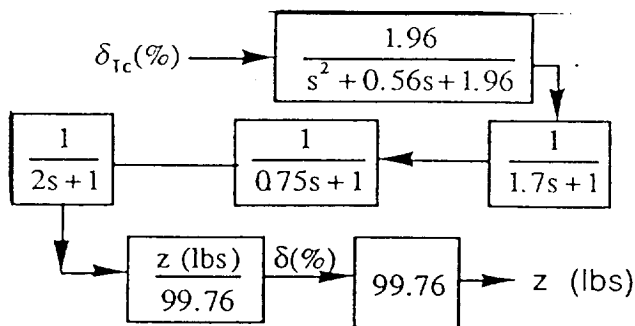 δTc(%)
1.96
s² + 0.56s + 1.96
1
2s + 1
1
0.75s + 1
1
1.7s + 1
z (lbs)
99.76
δ(%)
99.76
z (lbs)